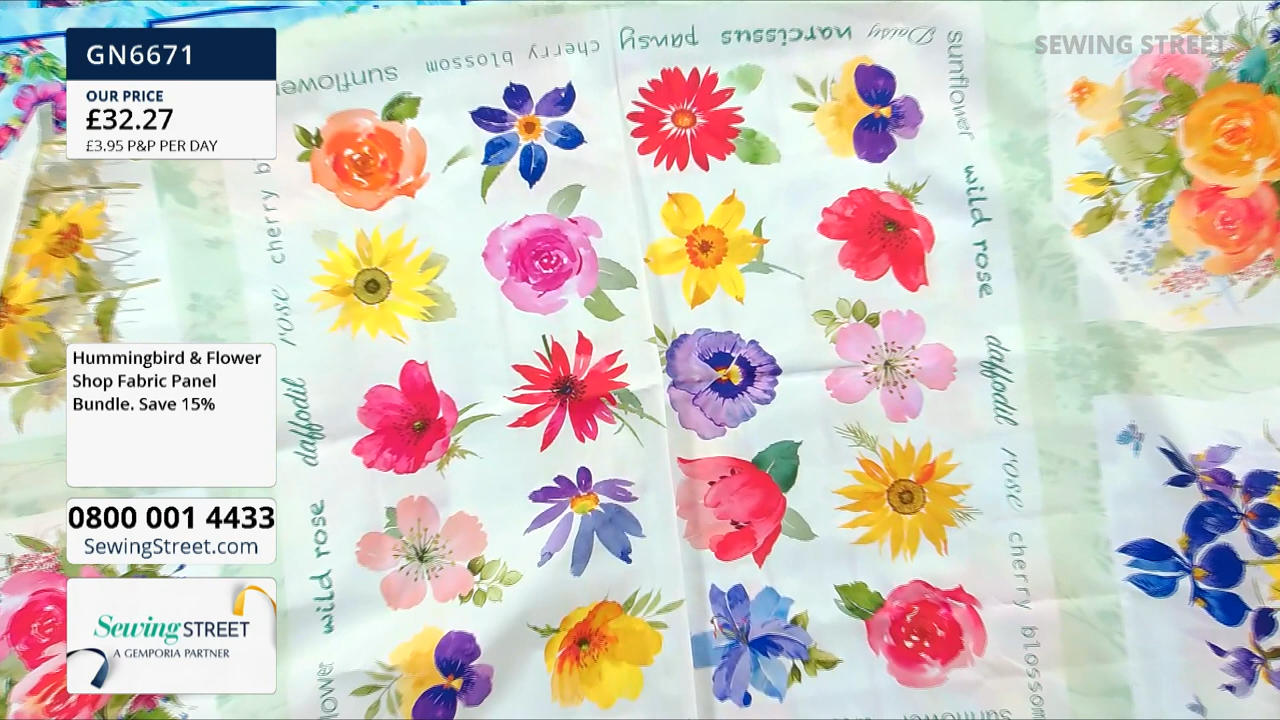 GN6671
OUR PRICE
£32.27
£3.95 P&P PER DAY
Hummingbird & Flower
Shop Fabric Panel
Bundle. Save 15%
0800 001 4433
SewingStreet.com
Sewing STREET
A GEMPORIA PARTNER
SEWING STREET
sunflower cherry blossom pansy narcissus Daisy
sunflower wild rose daffodil rose cherry blossom
wild rose daffodil rose cherry b
flower
sunflower